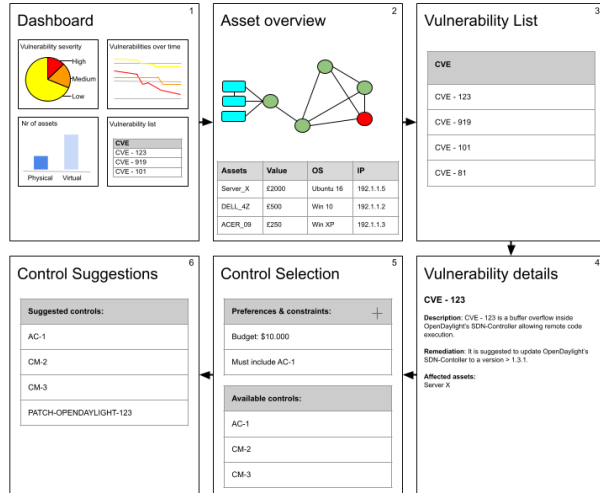 Dashboard
1
Vulnerability severity
High
Medium
Low
Vulnerabilities over time
Nr of assets
Physical Virtual
Vulnerability list
CVE
CVE - 123
CVE - 919
CVE - 101
Asset overview
2
Assets Value OS IP
Server_X £2000 Ubuntu 16 192.1.1.5
DELL_4Z £500 Win 10 192.1.1.2
ACER_09 £250 Win XP 192.1.1.3
Vulnerability List
3
CVE
CVE - 123
CVE - 919
CVE - 101
CVE - 81
Vulnerability details
4
CVE - 123
Description: CVE - 123 is a buffer overflow inside
OpenDaylight's SDN-Controller allowing remote code
execution.
Remediation: It is suggested to update OpenDaylight's
SDN-Contoller to a version > 1.3.1.
Affected assets:
Server X
Control Selection
5
Preferences & constraints:
Budget: $10.000
Must include AC-1
Available controls:
AC-1
CM-2
CM-3
Control Suggestions
6
Suggested controls:
AC-1
CM-2
CM-3
PATCH-OPENDAYLIGHT-123